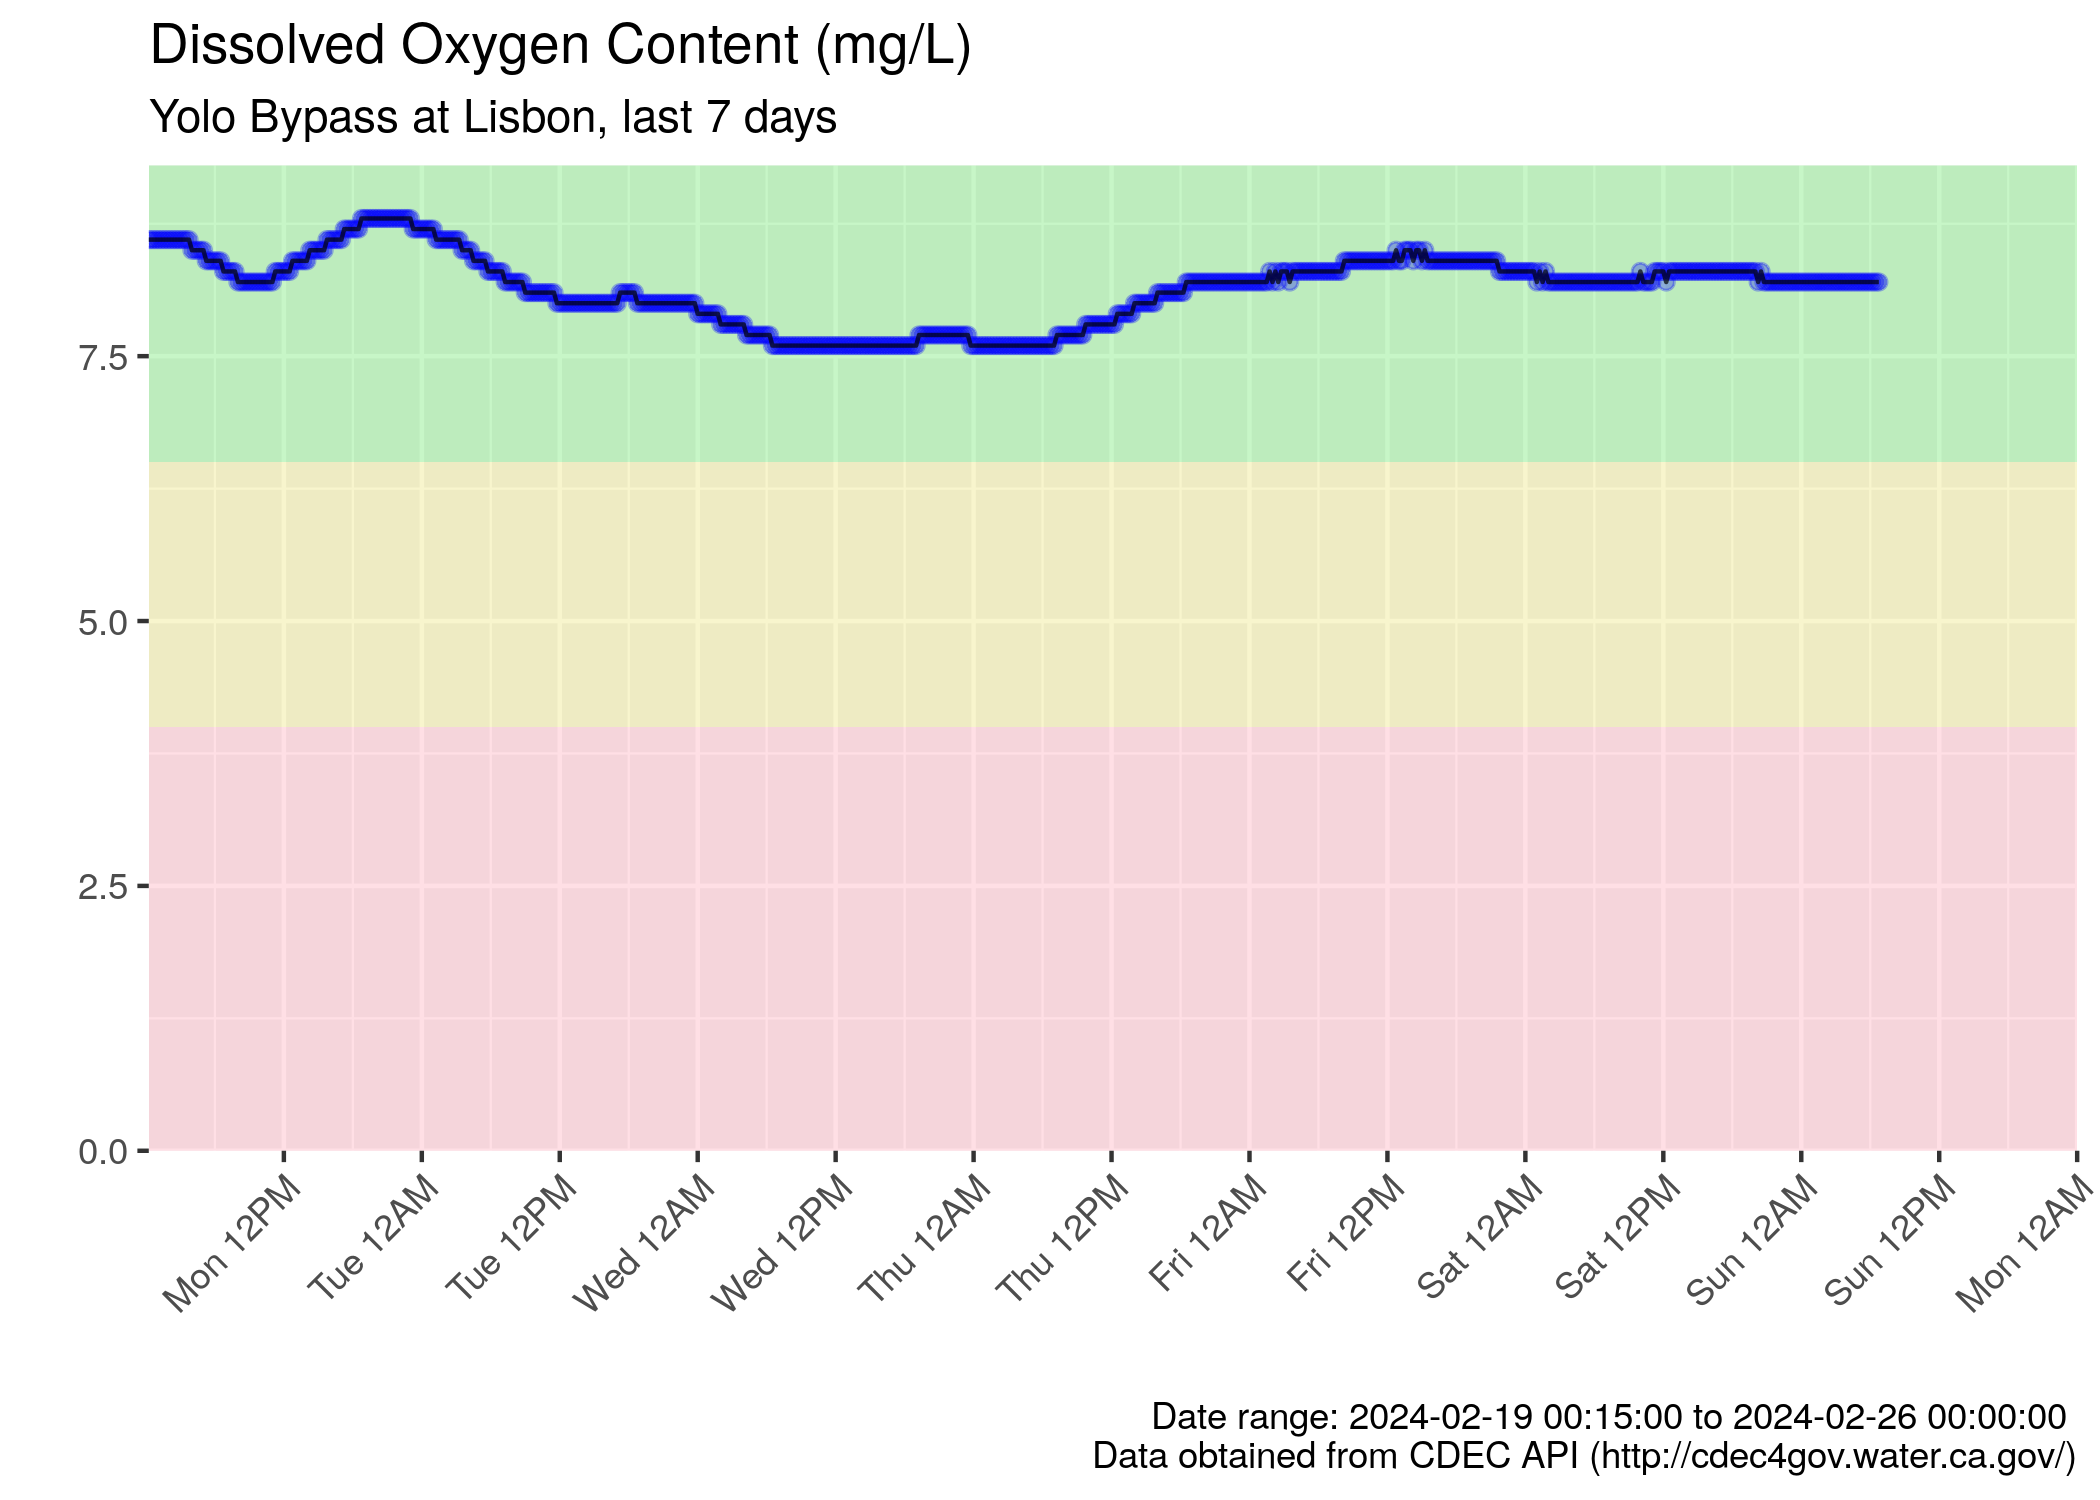 Dissolved Oxygen Content (mg/L)
Yolo Bypass at Lisbon, last 7 days
7.5
5.0
2.5
0.0
Mon 12PM
Tue 12AM
Tue 12PM
Wed 12AM
Wed 12PM
Thu 12AM
Thu 12PM
Fri 12AM
Fri 12PM
Sat 12AM
Sat 12PM
Sun 12AM
Sun 12PM
Mon 12AM
Date range: 2024-02-19 00:15:00 to 2024-02-26 00:00:00
Data obtained from CDEC API (http://cdec4gov.water.ca.gov/)